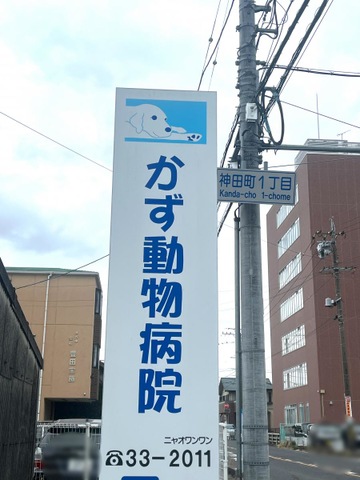 かず動物病院
ニャオワンワン
☎33-2011
神田町1丁目
Kanda-cho 1-chome